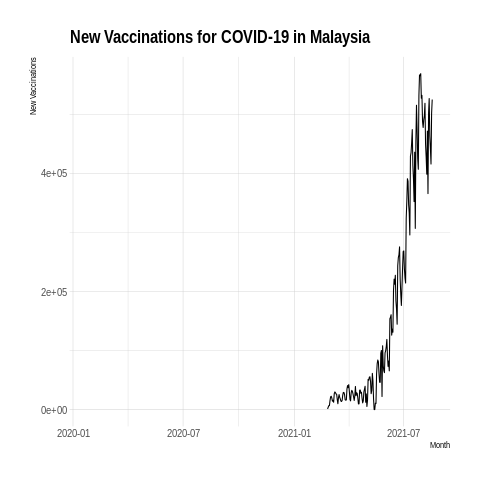 New Vaccinations for COVID-19 in Malaysia
New Vaccinations
4e+05
2e+05
0e+00
2020-01 2020-07 2021-01 2021-07
Month